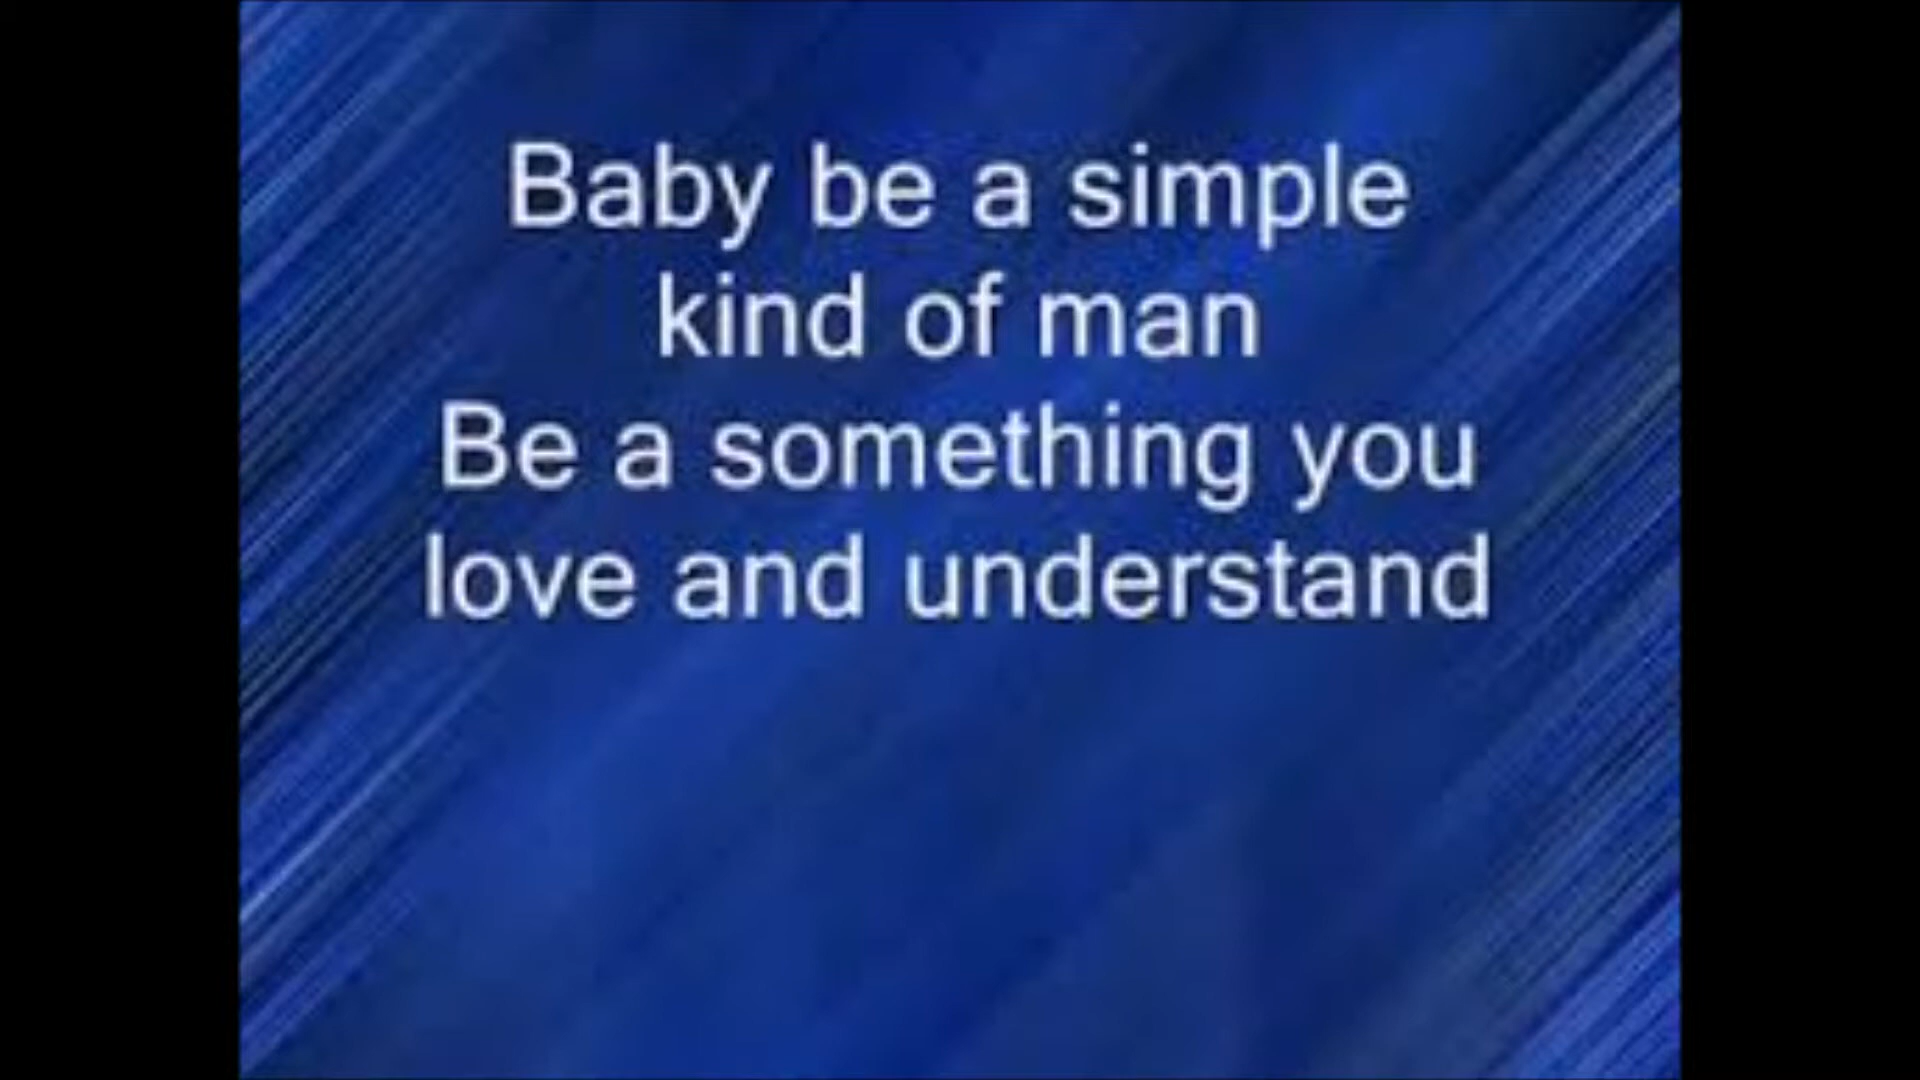 Baby be a simple
kind of man
Be a something you
love and understand